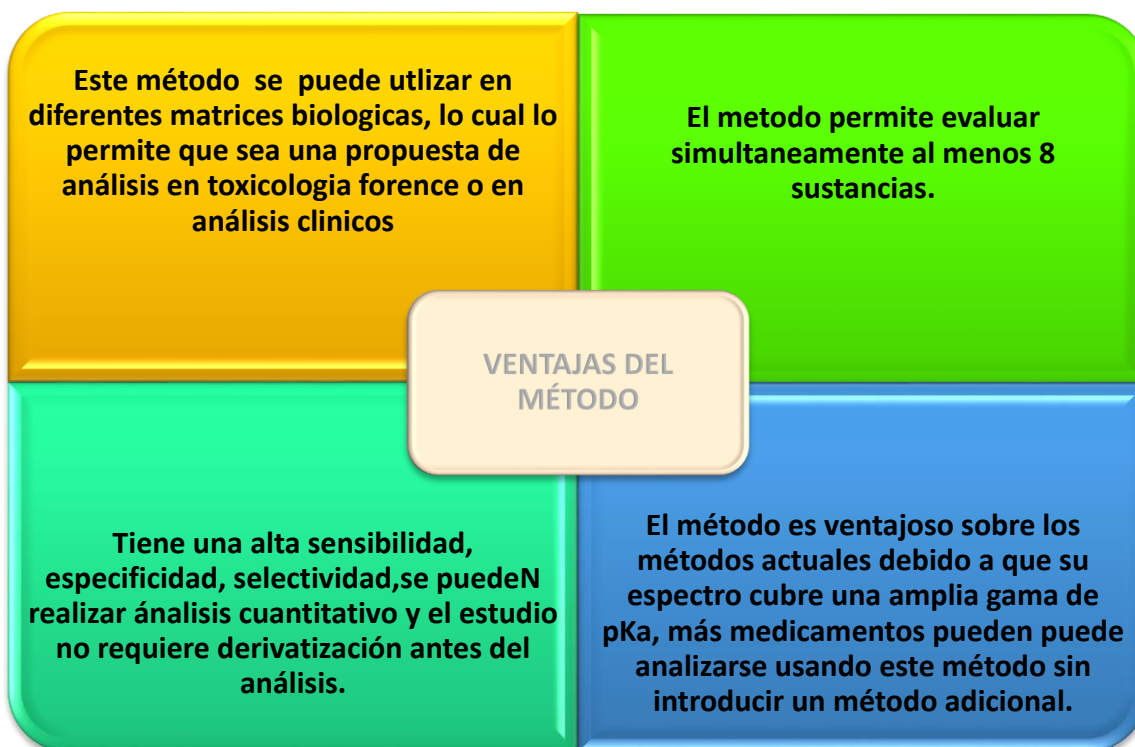 Este método se puede utlizar en
diferentes matrices biologicas, lo cual lo
permite que sea una propuesta de
análisis en toxicologia forence o en
análisis clinicos
El metodo permite evaluar
simultaneamente al menos 8
sustancias.
VENTAJAS DEL
MÉTODO
Tiene una alta sensibilidad,
especificidad, selectividad,se puedeN
realizar ánalisis cuantitativo y el estudio
no requiere derivatización antes del
análisis.
El método es ventajoso sobre los
métodos actuales debido a que su
espectro cubre una amplia gama de
pKa, más medicamentos pueden puede
analizarse usando este método sin
introducir un método adicional.